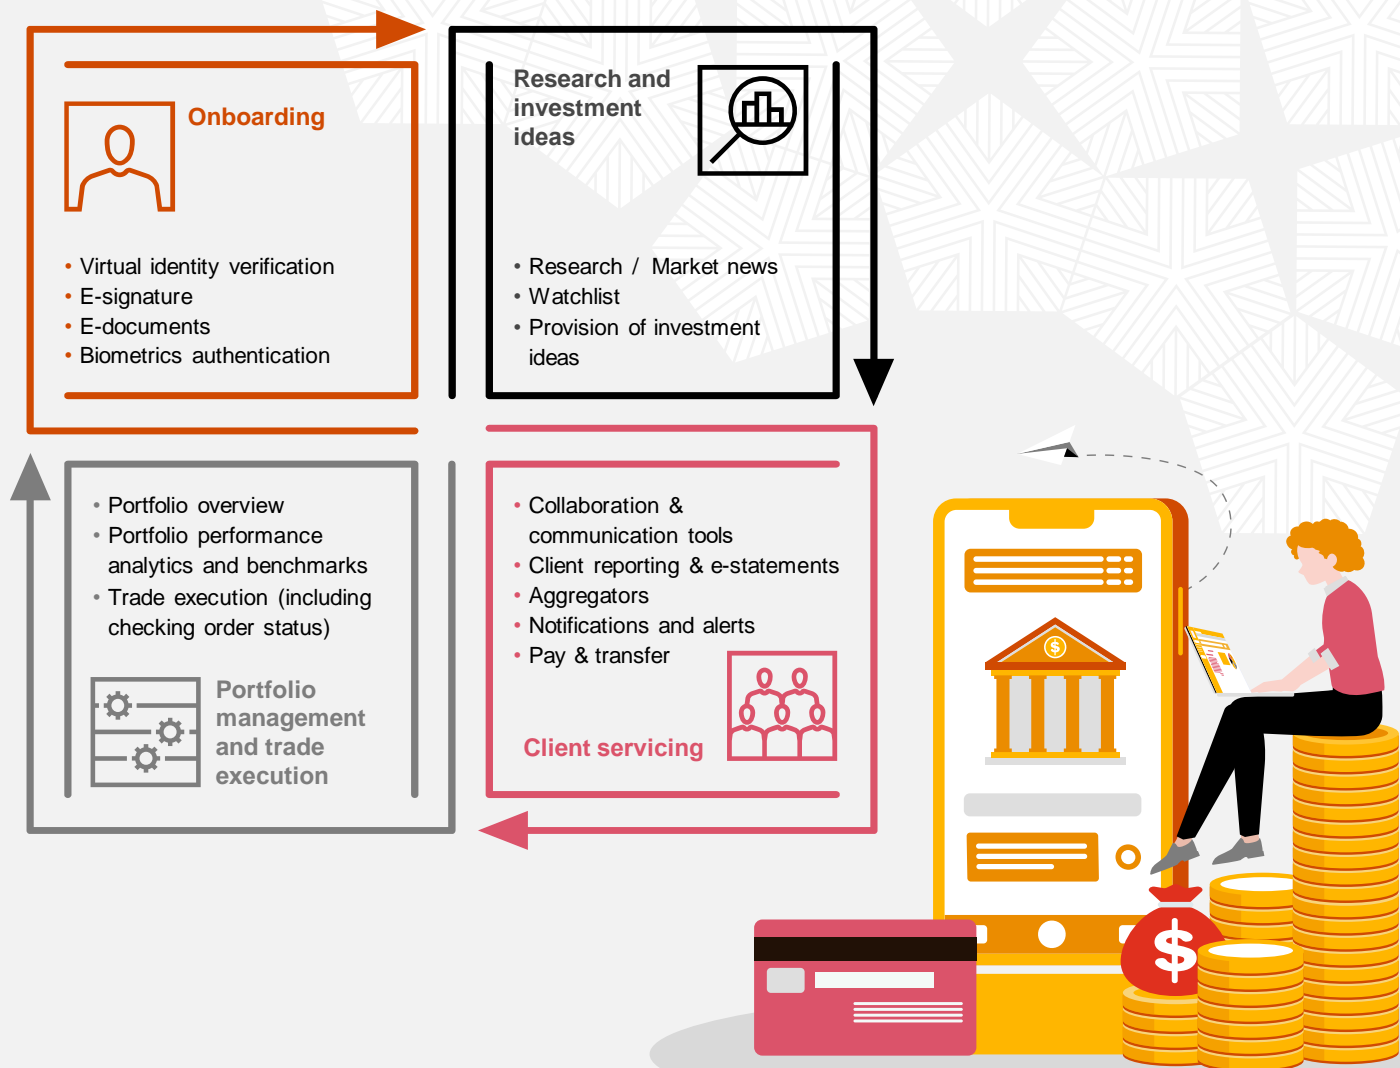 Onboarding
• Virtual identity verification
• E-signature
• E-documents
• Biometrics authentication
Research and
investment
ideas
• Research / Market news
• Watchlist
• Provision of investment
ideas
• Portfolio overview
• Portfolio performance
analytics and benchmarks
• Trade execution (including
checking order status)
Portfolio
management
and trade
execution
• Collaboration &
communication tools
• Client reporting & e-statements
• Aggregators
• Notifications and alerts
• Pay & transfer
Client servicing
$
$